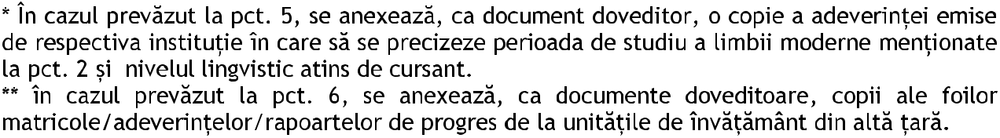 * În cazul prevăzut la pct. 5, se anexează, ca document doveditor, o copie a adeverinței emise
de respectiva instituție în care să se precizeze perioada de studiu a limbii moderne menționate
la pct. 2 și  nivelul lingvistic atins de cursant.
** în cazul prevăzut la pct. 6, se anexează, ca documente doveditoare, copii ale foilor
matricole/adeverințelor/rapoartelor de progres de la unitățile de învățământ din altă țară.